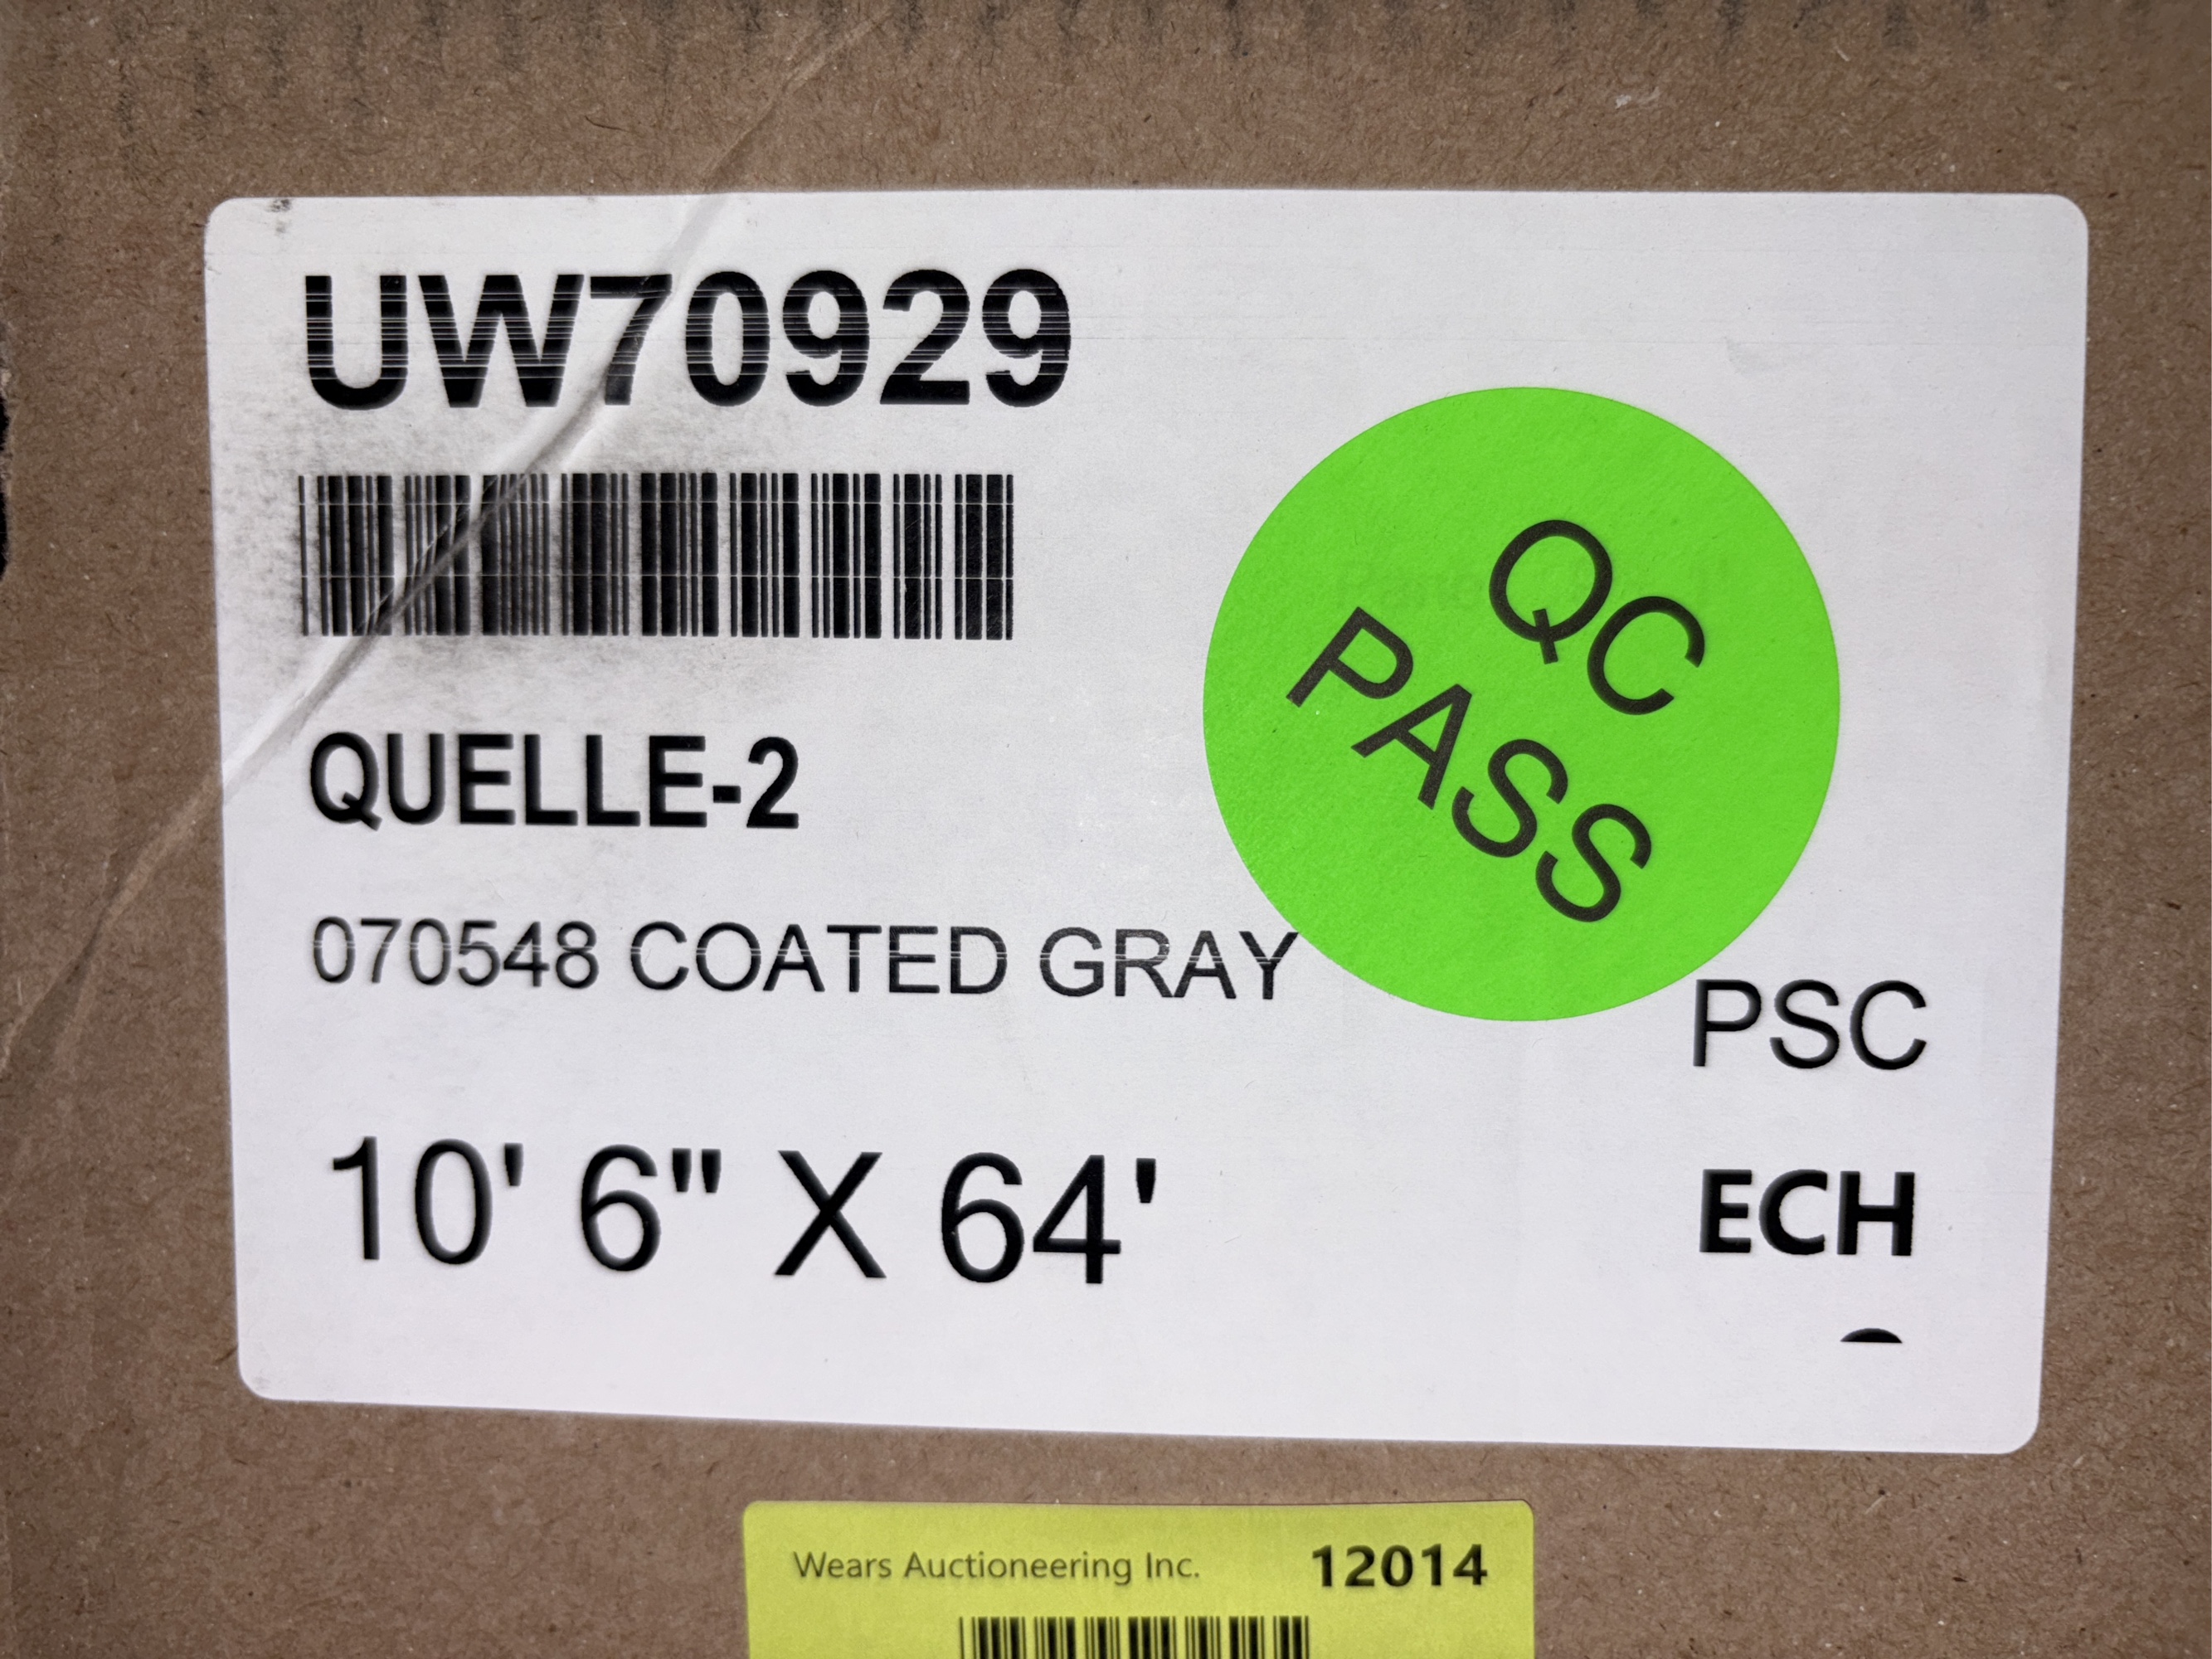 UW70929
QC
PASS
QUELLE-2
070548 COATED GRAY
PSC
10' 6" X 64'
ECH
Wears Auctioneering Inc. 12014